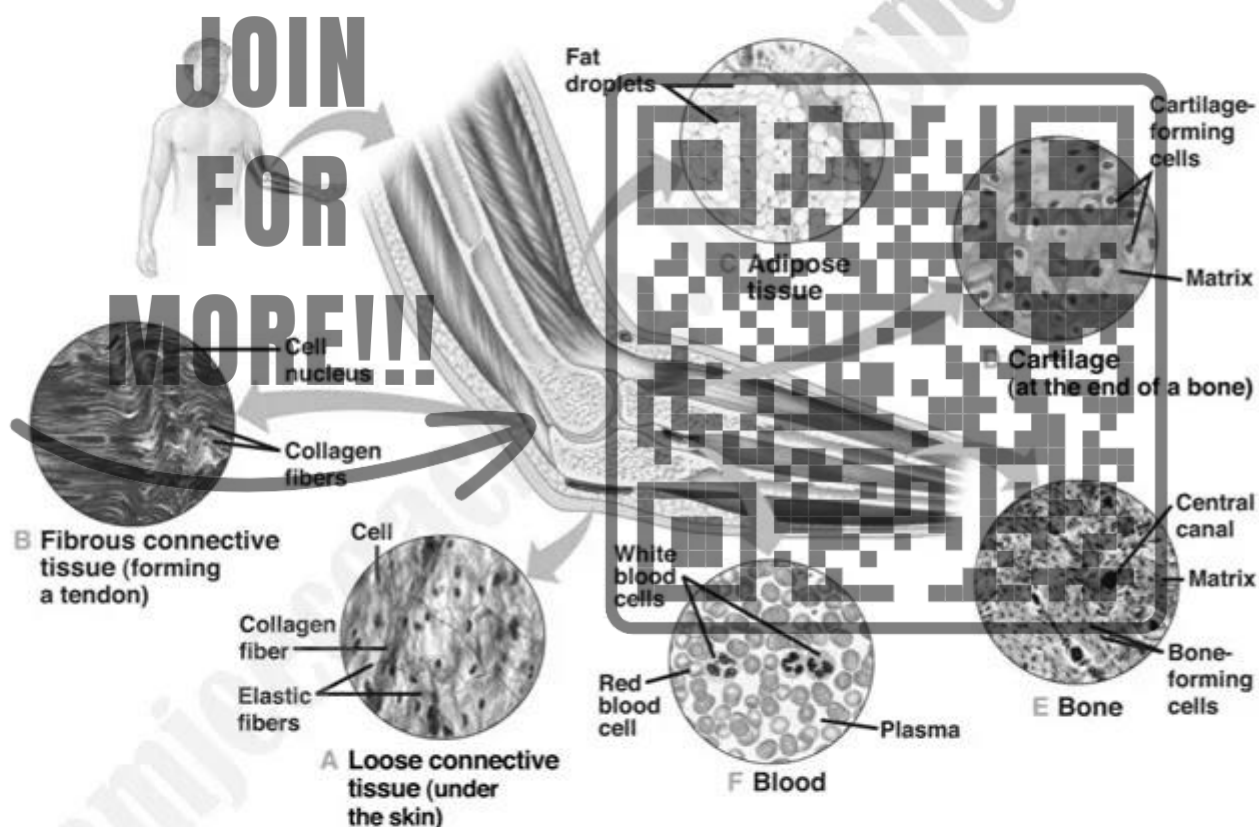 JOIN
FOR
MORE!!!
Fat
droplets
C Adipose
tissue
Cartilage-
forming
cells
Matrix
D Cartilage
(at the end of a bone)
Cell
nucleus
Collagen
fibers
B Fibrous connective
tissue (forming
a tendon)
Cell
Collagen
fiber
Elastic
fibers
A Loose connective
tissue (under
the skin)
White
blood
cells
Red
blood
cell
Plasma
F Blood
Central
canal
Matrix
Bone-
forming
cells
E Bone